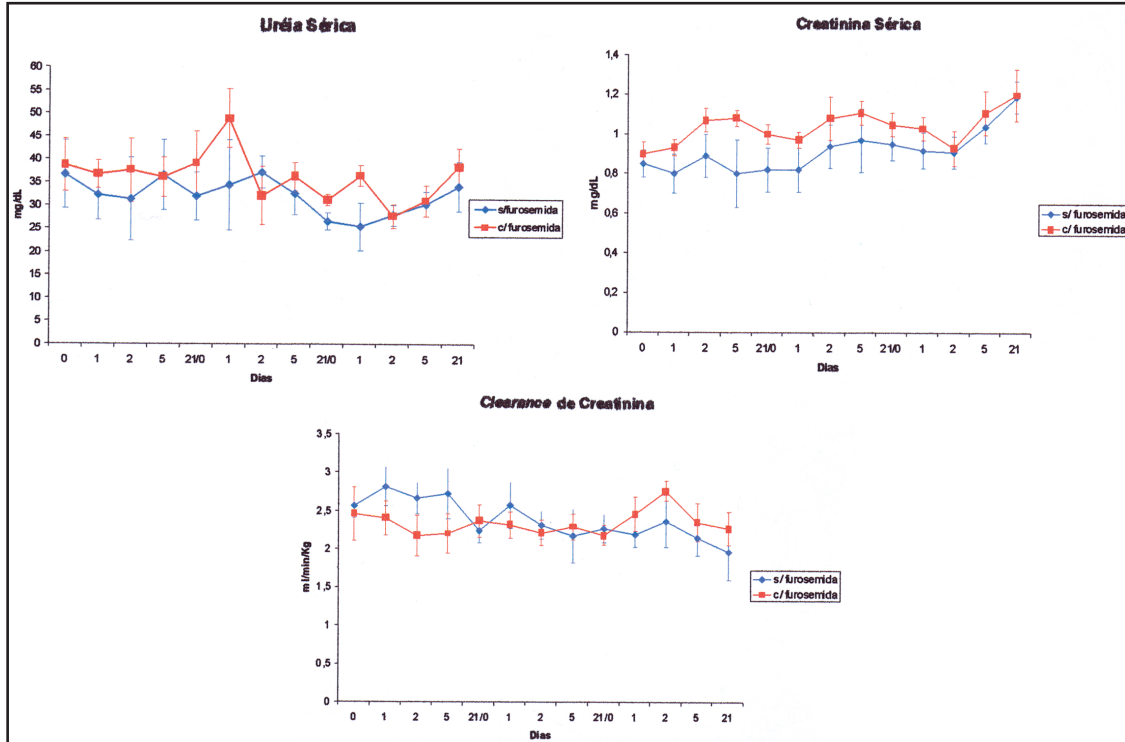 Uréia Sérica
60
55
50
45
40
35
30
25
20
15
10
5
0
mg/dL
0 1 2 5 21/0 1 2 5 21/0 1 2 5 21
Dias
s/furosemida
c/ furosemida
Creatinina Sérica
1,4
1,2
1
0,8
0,6
0,4
0,2
0
mg/dL
0 1 2 5 21/0 1 2 5 21/0 1 2 5 21
Dias
s/ furosemida
c/ furosemida
Clearance de Creatinina
3,5
3
2,5
2
1,5
1
0,5
0
ml/min/Kg
0 1 2 5 21/0 1 2 5 21/0 1 2 5 21
Dias
s/ furosemida
c/ furosemida